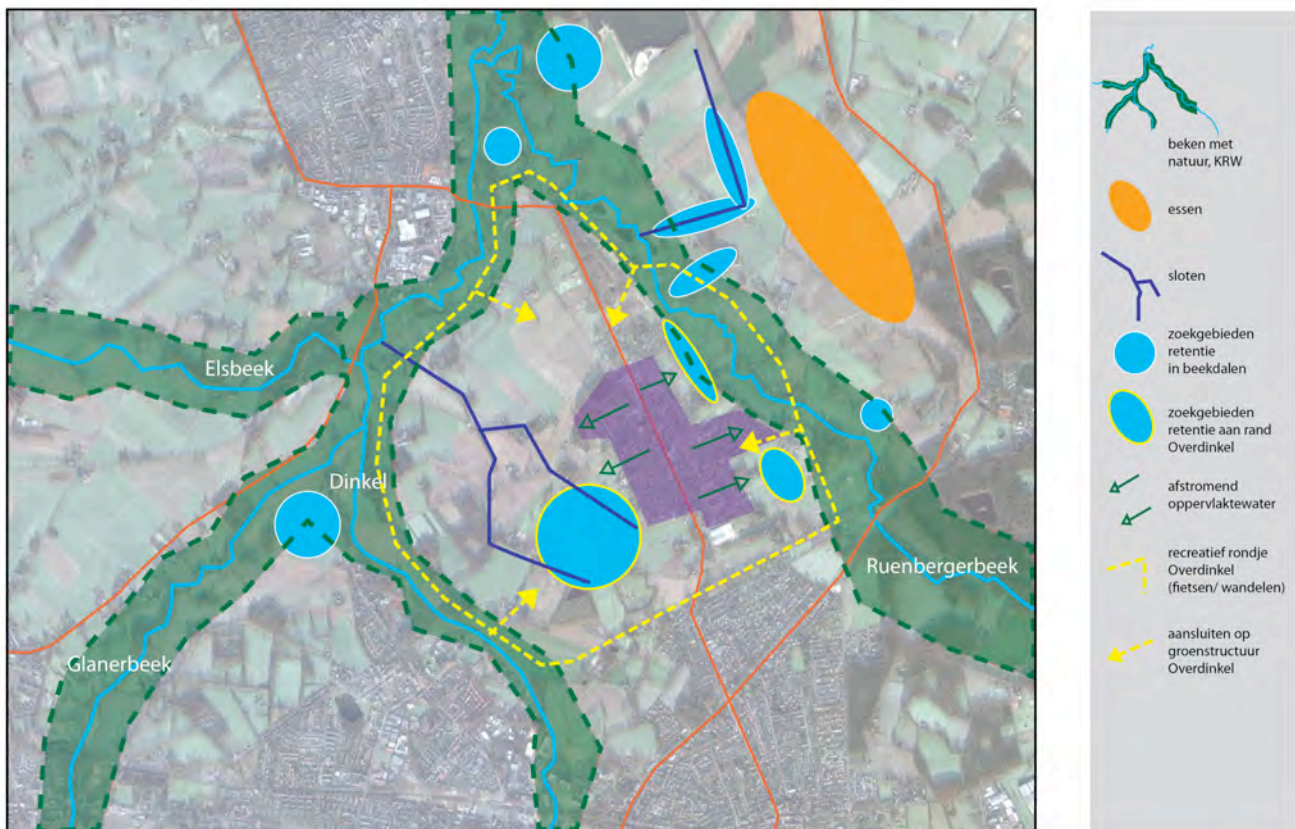 Elsbeek
Dinkel
Glanerbeek
Ruenbergerbeek
beken met
natuur, KRW
essen
sloten
zoekgebieden
retentie
in beekdalen
zoekgebieden
retentie aan rand
Overdinkel
afstromend
oppervlaktewater
recreatief rondje
Overdinkel
(fietsen/ wandelen)
aansluiten op
groenstructuur
Overdinkel